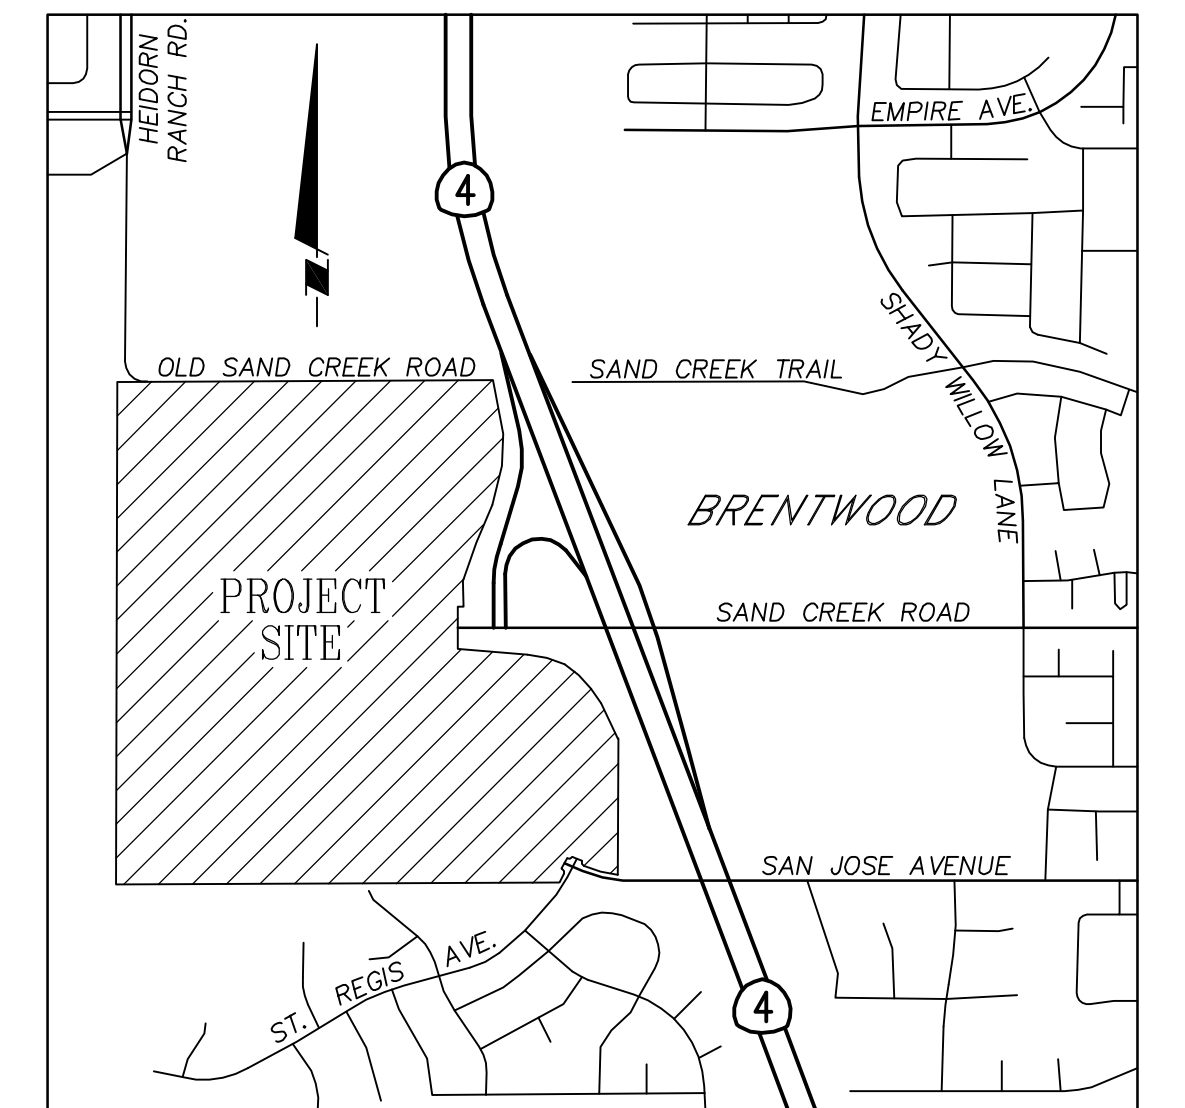 HEIDORN
RANCH RD.
EMPIRE AVE.
4
N
SHADY WILLOW LANE
OLD SAND CREEK ROAD
SAND CREEK TRAIL
BRENTWOOD
PROJECT
SITE
SAND CREEK ROAD
SAN JOSE AVENUE
ST. REGIS AVE.
4